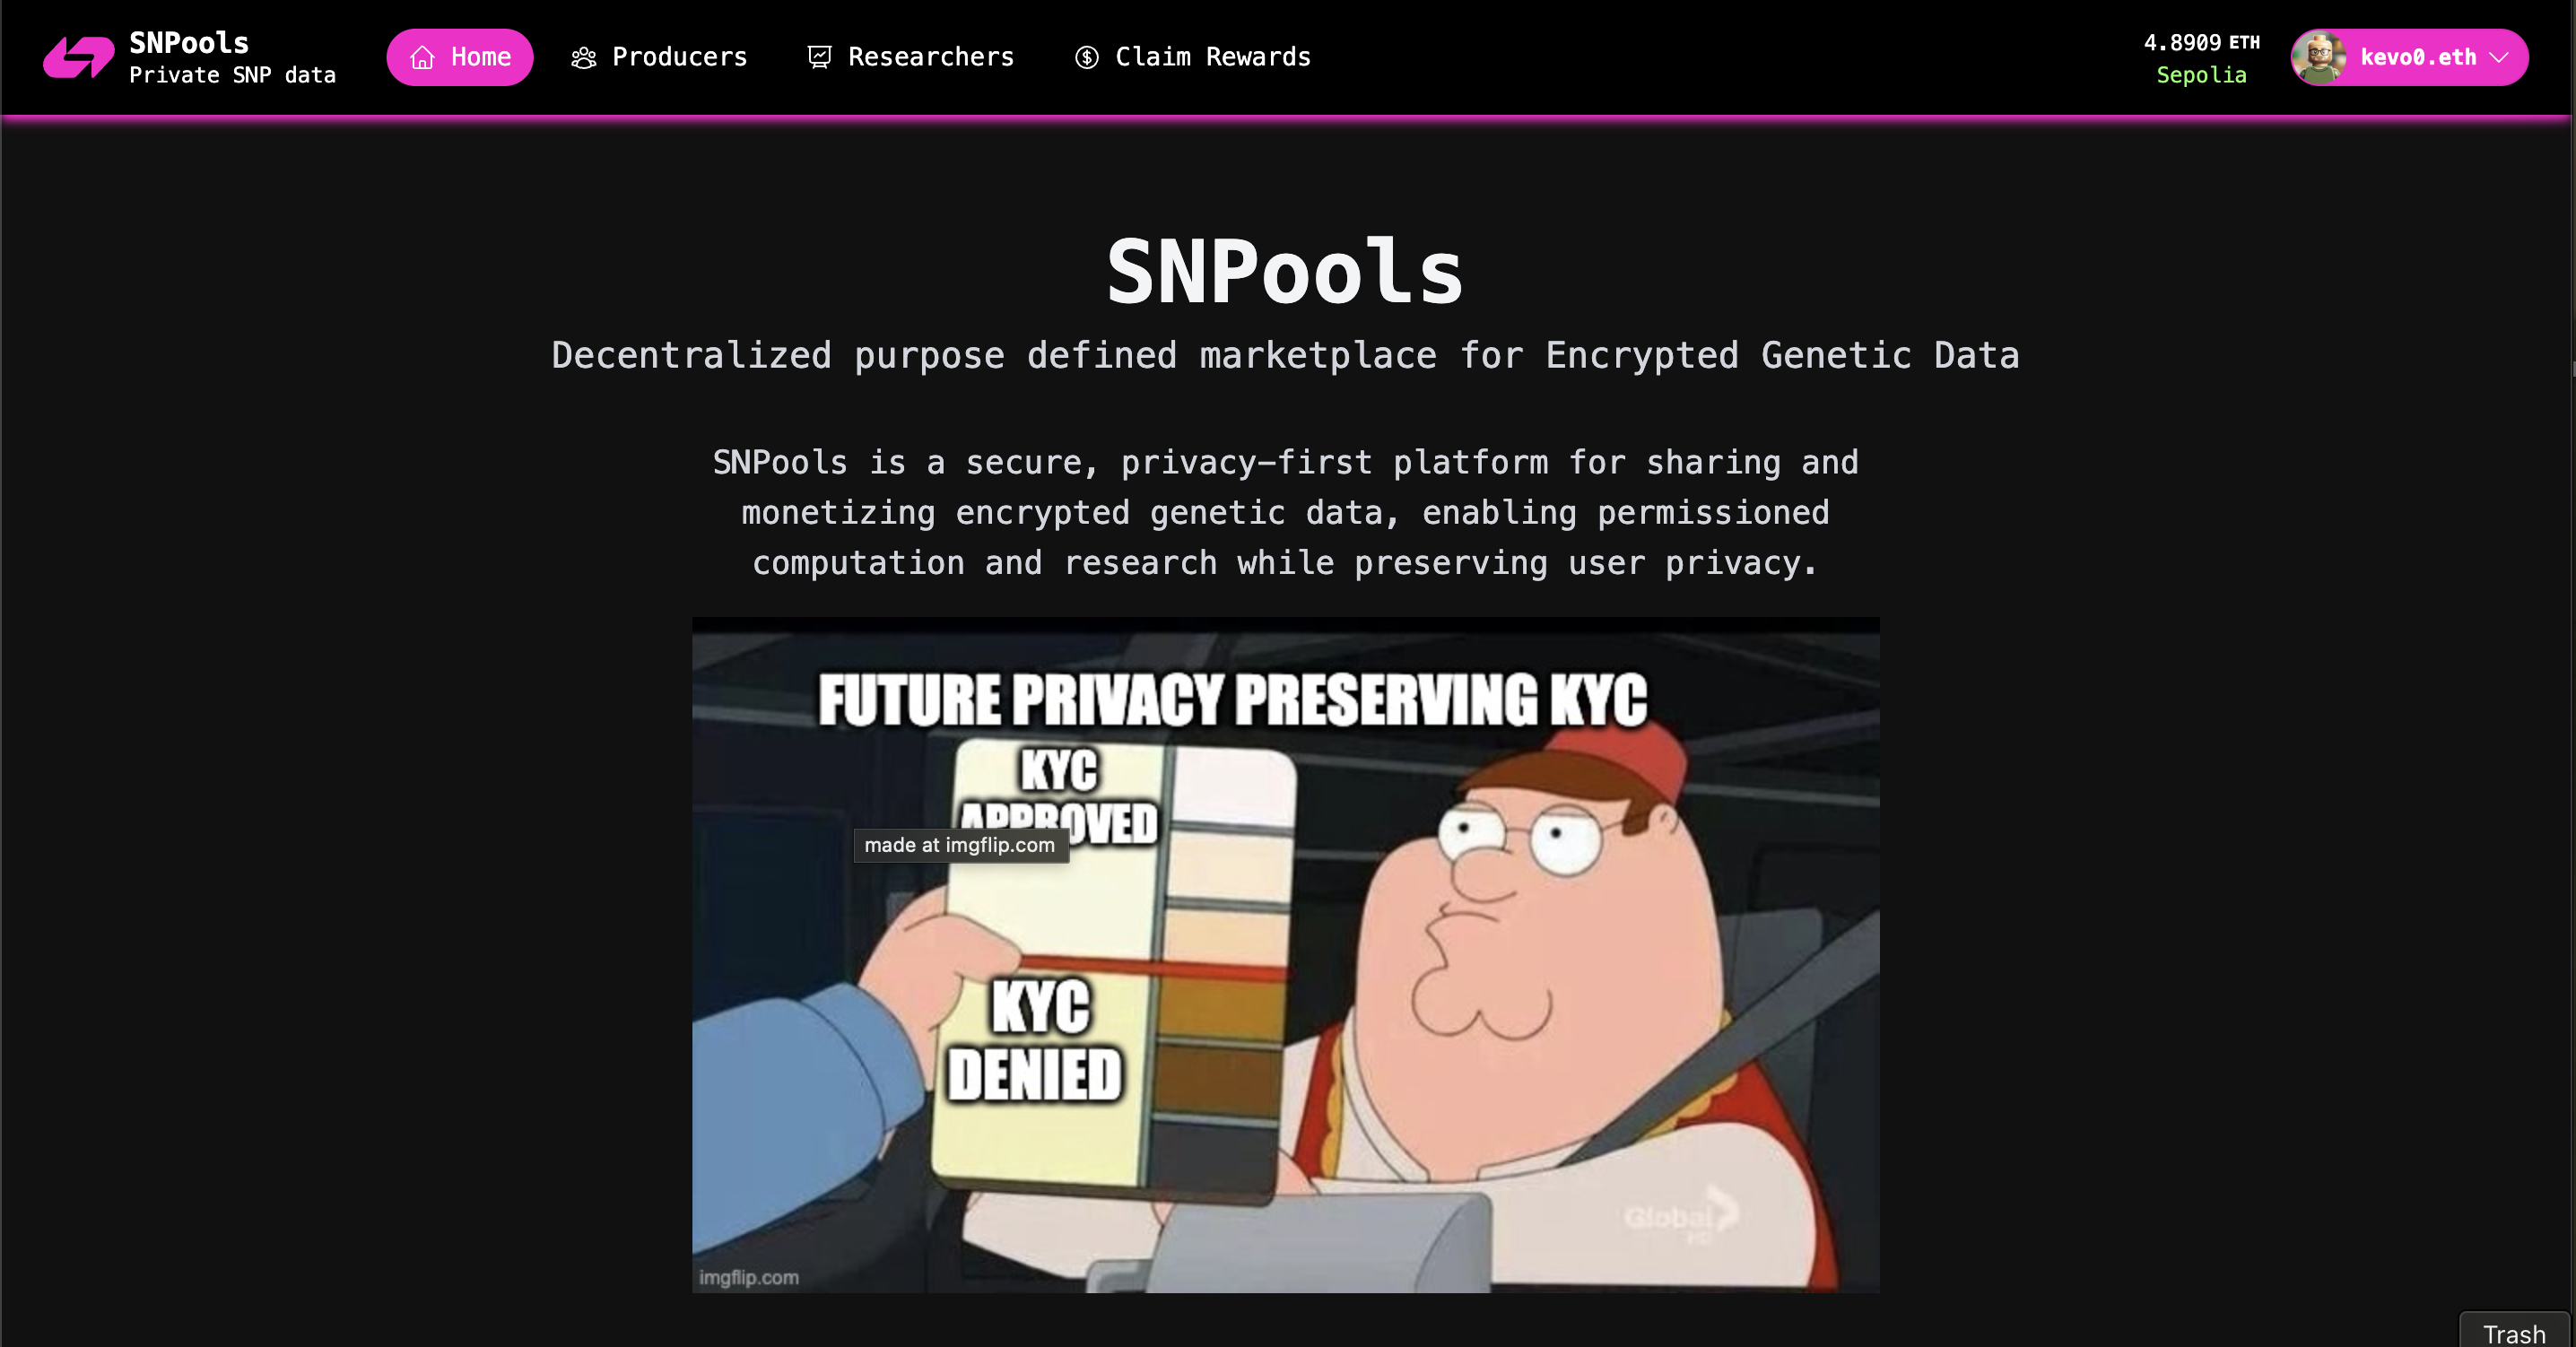 SNPools
Private SNP data
Home
Producers
Researchers
Claim Rewards
4.8909 ETH
Sepolia
kevo0.eth
SNPools
Decentralized purpose defined marketplace for Encrypted Genetic Data
SNPools is a secure, privacy-first platform for sharing and
monetizing encrypted genetic data, enabling permissioned
computation and research while preserving user privacy.
FUTURE PRIVACY PRESERVING KYC
KYC
APPROVED
made at imgflip.com
KYC
DENIED
Global
HD
imgflip.com
Trash